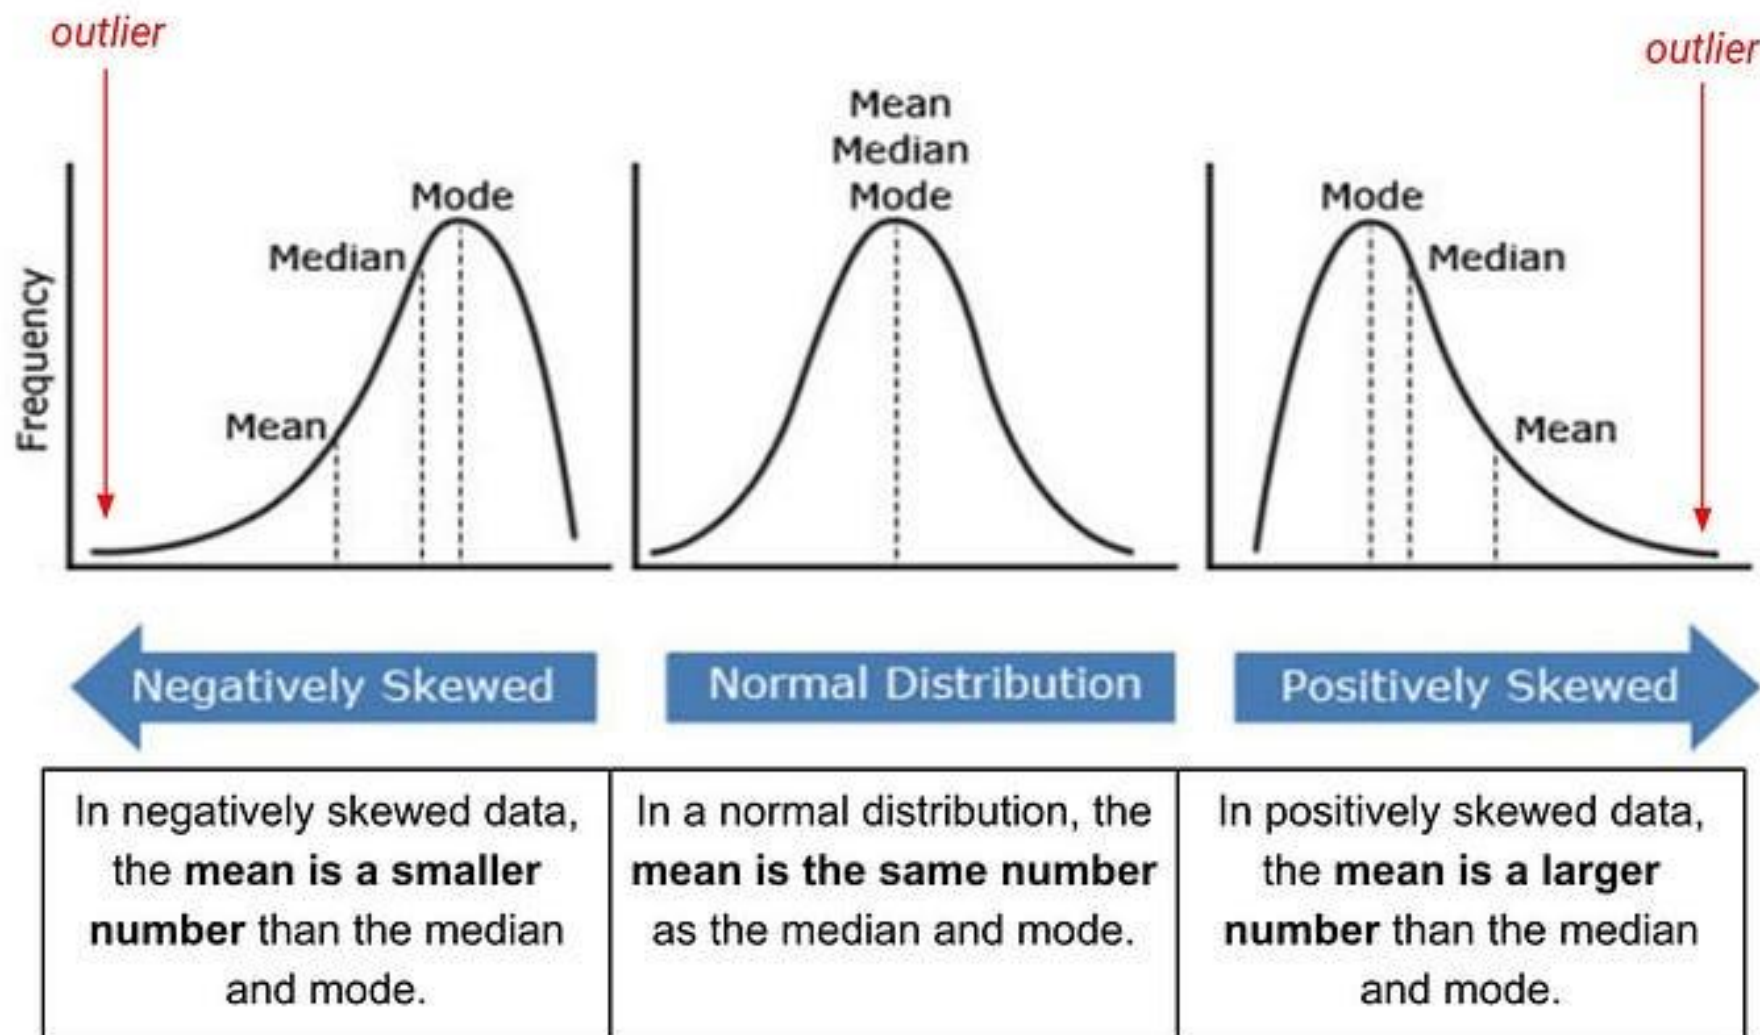 outlier
outlier
Mean
Median
Mode
Mode
Median
Mean
Mode
Median
Mean
Frequency
Negatively Skewed
Normal Distribution
Positively Skewed
In negatively skewed data,
the mean is a smaller
number than the median
and mode.
In a normal distribution, the
mean is the same number
as the median and mode.
In positively skewed data,
the mean is a larger
number than the median
and mode.